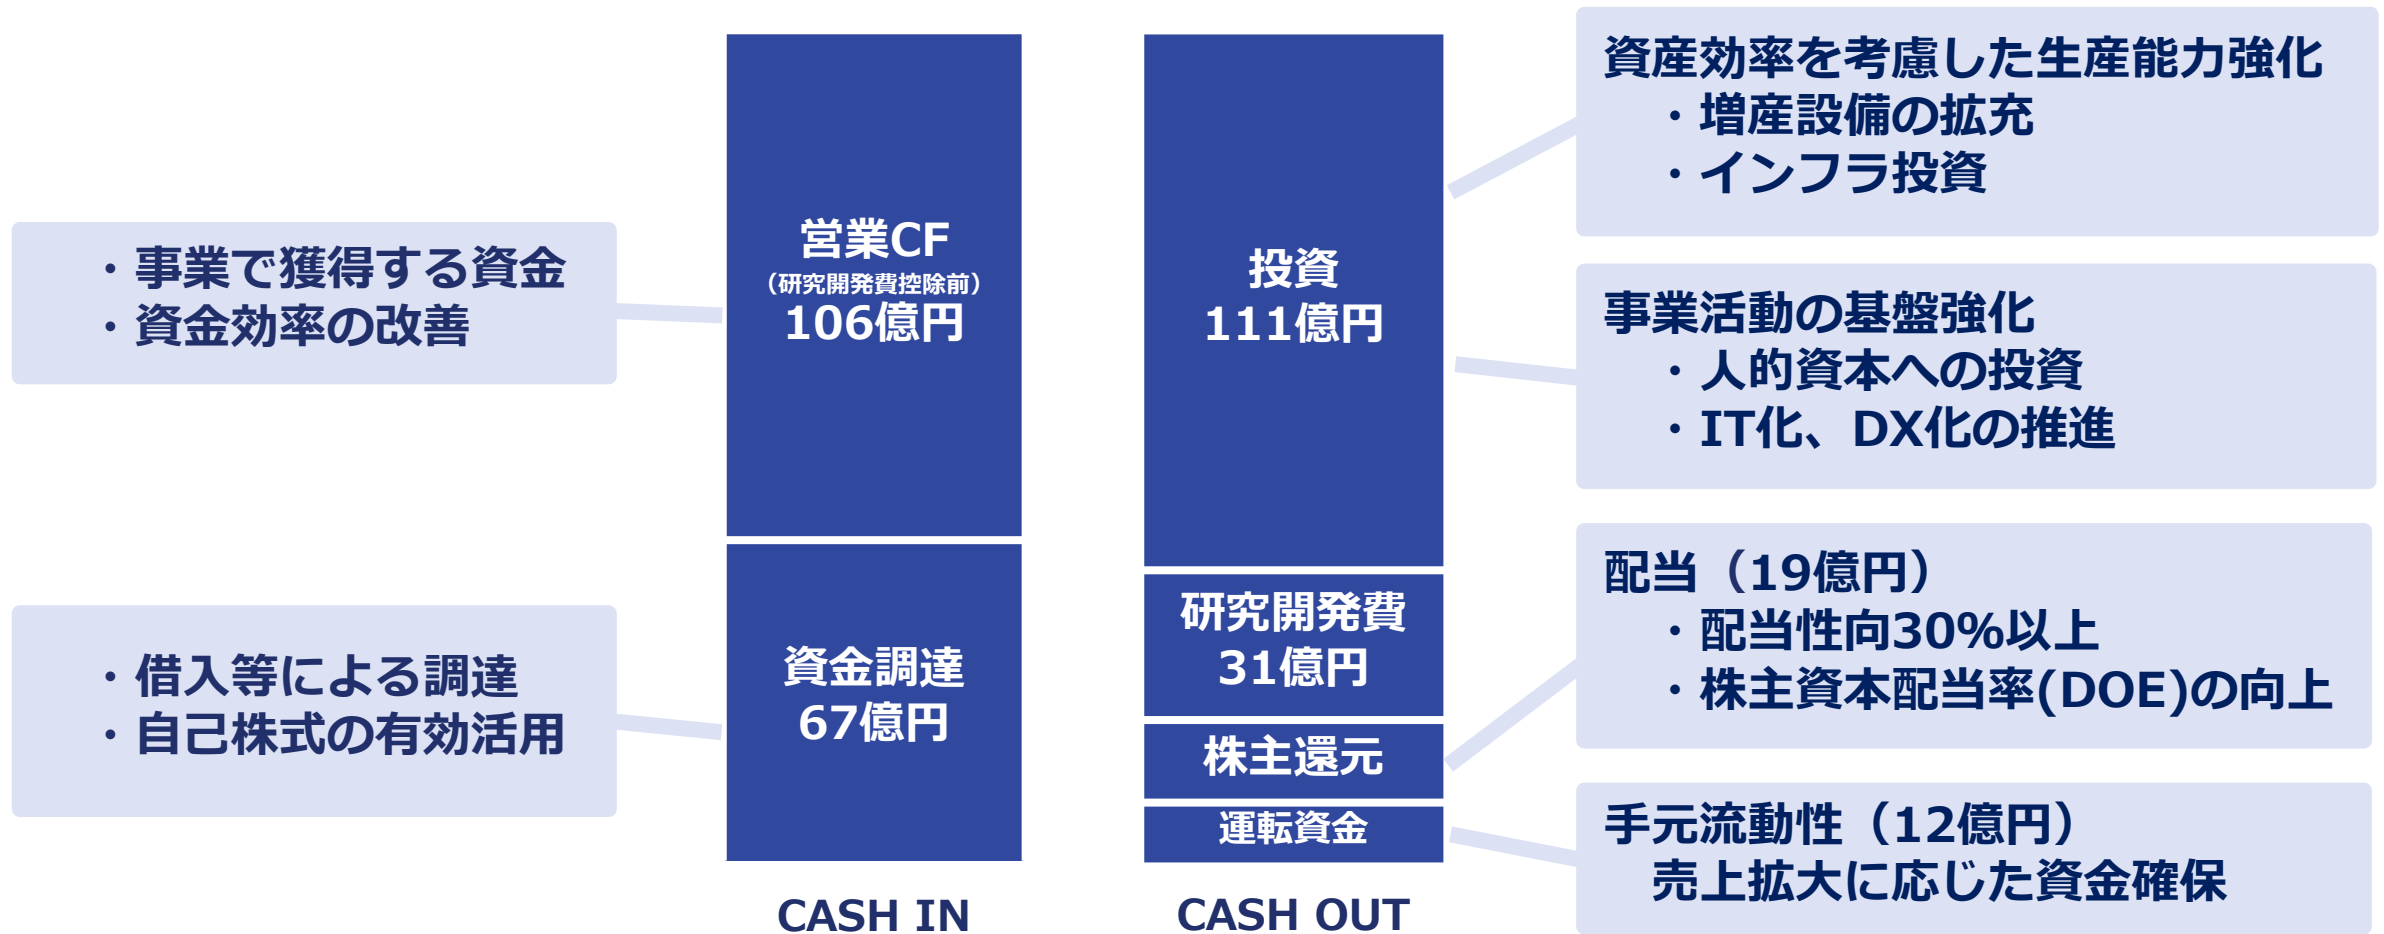 ・事業で獲得する資金
・資金効率の改善
・借入等による調達
・自己株式の有効活用
営業CF
（研究開発費控除前）
106億円
資金調達
67億円
CASH IN
投資
111億円
研究開発費
31億円
株主還元
運転資金
CASH OUT
資産効率を考慮した生産能力強化
・増産設備の拡充
・インフラ投資
事業活動の基盤強化
・人的資本への投資
・IT化、DX化の推進
配当（19億円）
・配当性向30%以上
・株主資本配当率(DOE)の向上
手元流動性（12億円）
売上拡大に応じた資金確保